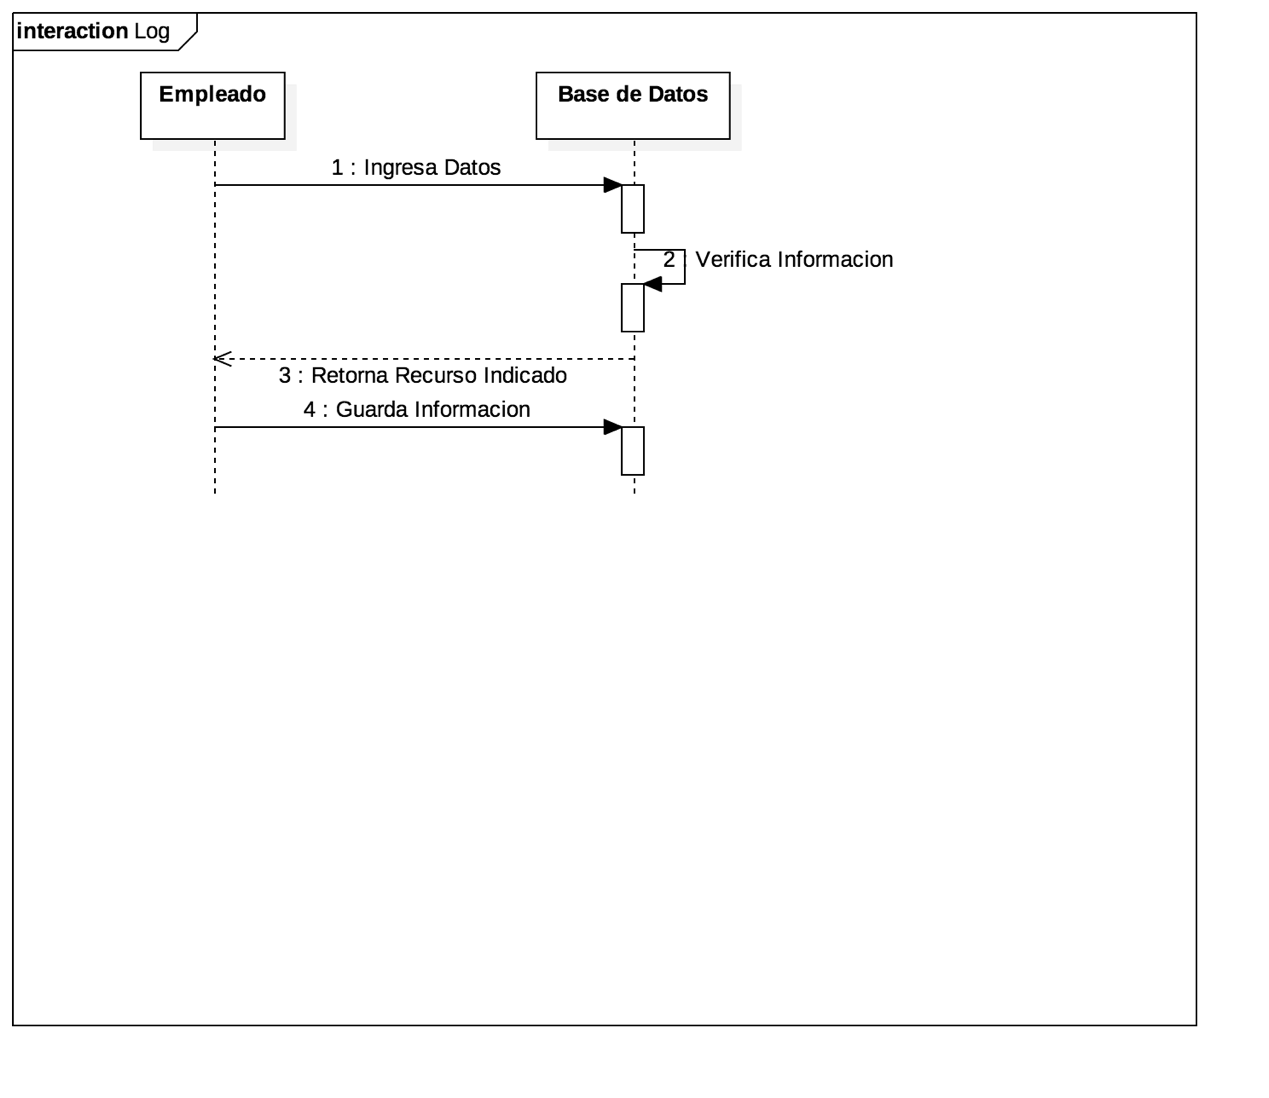 interaction Log
Empleado
Base de Datos
1 : Ingresa Datos
2 : Verifica Informacion
3 : Retorna Recurso Indicado
4 : Guarda Informacion